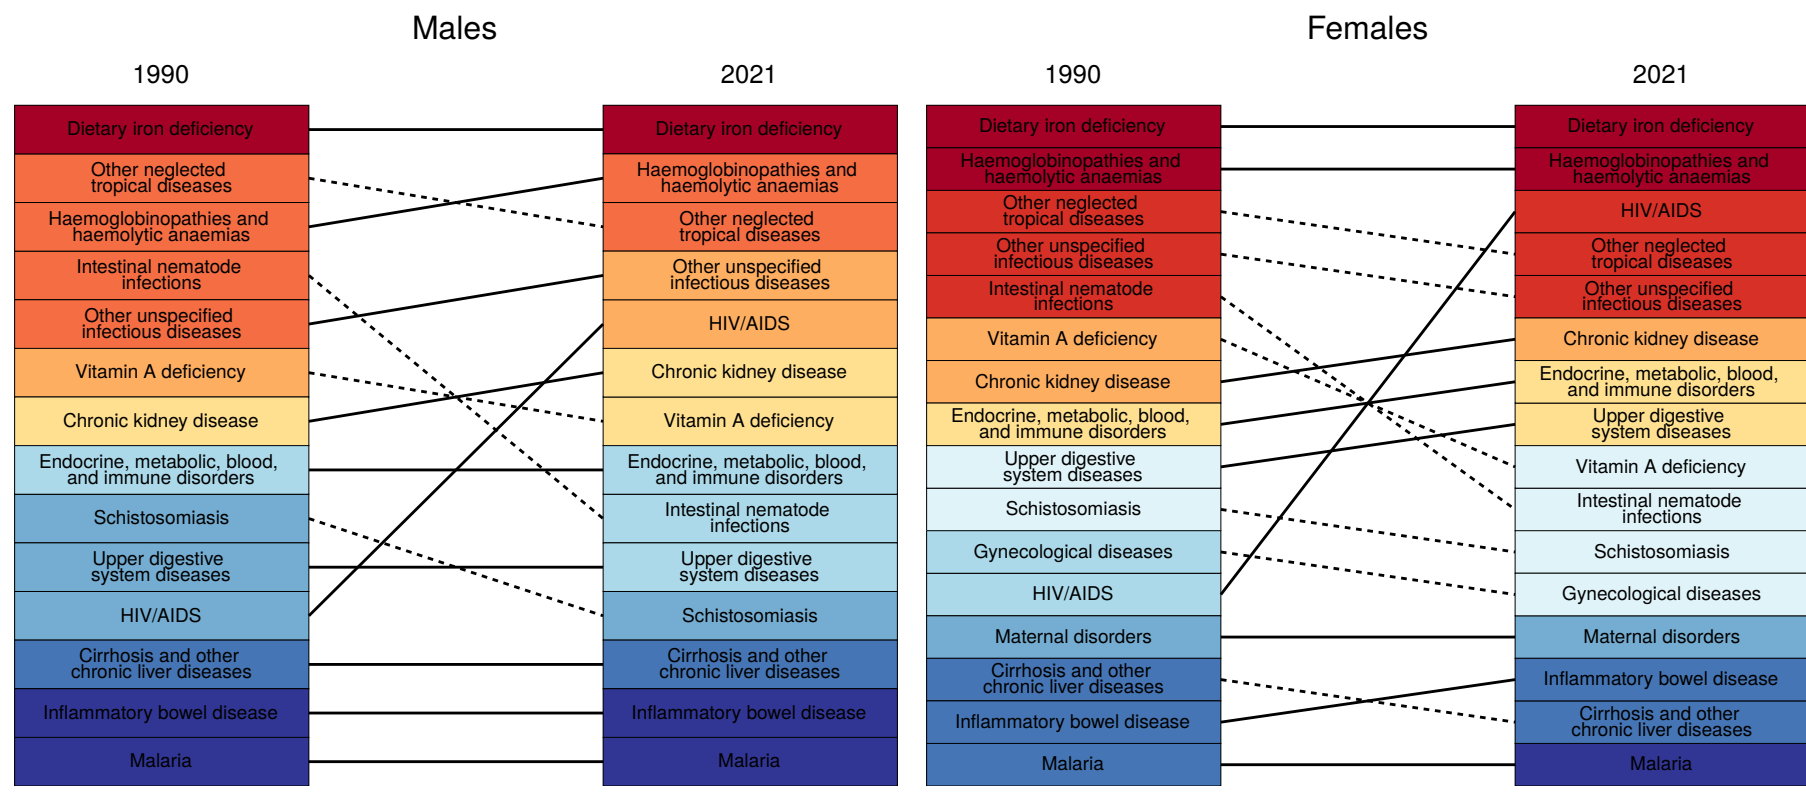 Males
1990
2021
Dietary iron deficiency
Other neglected
tropical diseases
Haemoglobinopathies and
haemolytic anaemias
Intestinal nematode
infections
Other unspecified
infectious diseases
Vitamin A deficiency
Chronic kidney disease
Endocrine, metabolic, blood,
and immune disorders
Schistosomiasis
Upper digestive
system diseases
HIV/AIDS
Cirrhosis and other
chronic liver diseases
Inflammatory bowel disease
Malaria
Dietary iron deficiency
Haemoglobinopathies and
haemolytic anaemias
Other neglected
tropical diseases
Other unspecified
infectious diseases
HIV/AIDS
Chronic kidney disease
Vitamin A deficiency
Endocrine, metabolic, blood,
and immune disorders
Intestinal nematode
infections
Upper digestive
system diseases
Schistosomiasis
Cirrhosis and other
chronic liver diseases
Inflammatory bowel disease
Malaria
Females
1990
2021
Dietary iron deficiency
Haemoglobinopathies and
haemolytic anaemias
Other neglected
tropical diseases
Other unspecified
infectious diseases
Intestinal nematode
infections
Vitamin A deficiency
Chronic kidney disease
Endocrine, metabolic, blood,
and immune disorders
Upper digestive
system diseases
Schistosomiasis
Gynecological diseases
HIV/AIDS
Maternal disorders
Cirrhosis and other
chronic liver diseases
Inflammatory bowel disease
Malaria
Dietary iron deficiency
Haemoglobinopathies and
haemolytic anaemias
HIV/AIDS
Other neglected
tropical diseases
Other unspecified
infectious diseases
Chronic kidney disease
Endocrine, metabolic, blood,
and immune disorders
Upper digestive
system diseases
Vitamin A deficiency
Intestinal nematode
infections
Schistosomiasis
Gynecological diseases
Maternal disorders
Inflammatory bowel disease
Cirrhosis and other
chronic liver diseases
Malaria